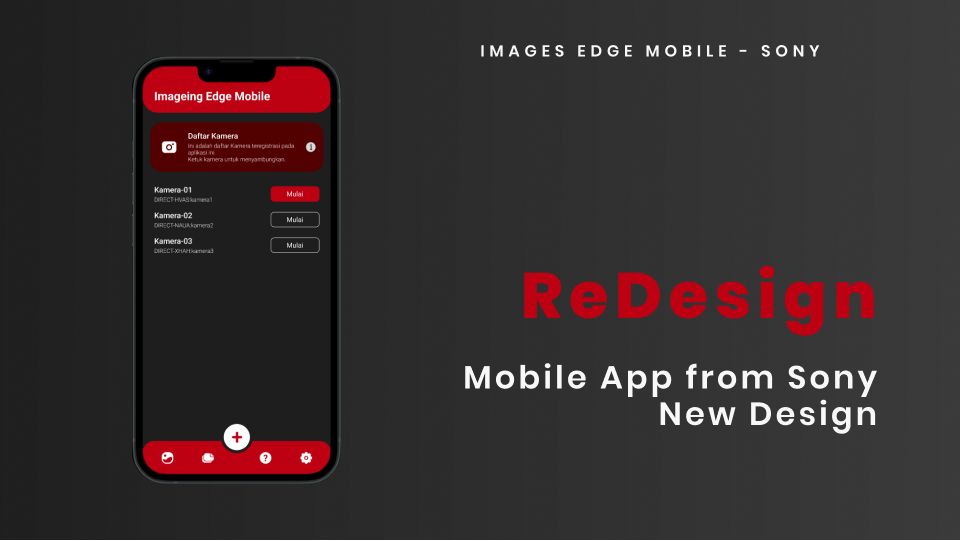 IMAGES EDGE MOBILE - SONY
Imageing Edge Mobile
Daftar Kamera
Ini adalah daftar Kamera teregistrasi pada
aplikasi ini.
Ketuk kamera untuk menyambungkan.
Kamera-01
DIRECT-HVAS:kamera1
Mulai
Kamera-02
DIRECT-NAUA:kamera2
Mulai
Kamera-03
DIRECT-XHAH:kamera3
Mulai
ReDesign
Mobile App from Sony
New Design